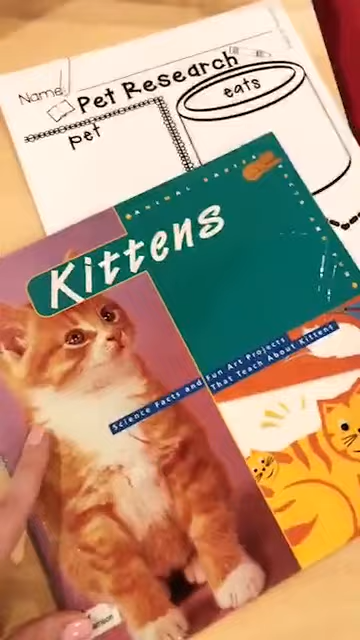 Name
Pet Research
pet
eats
Kittens
Science Facts and Fun Art Projects
That Teach About Kittens